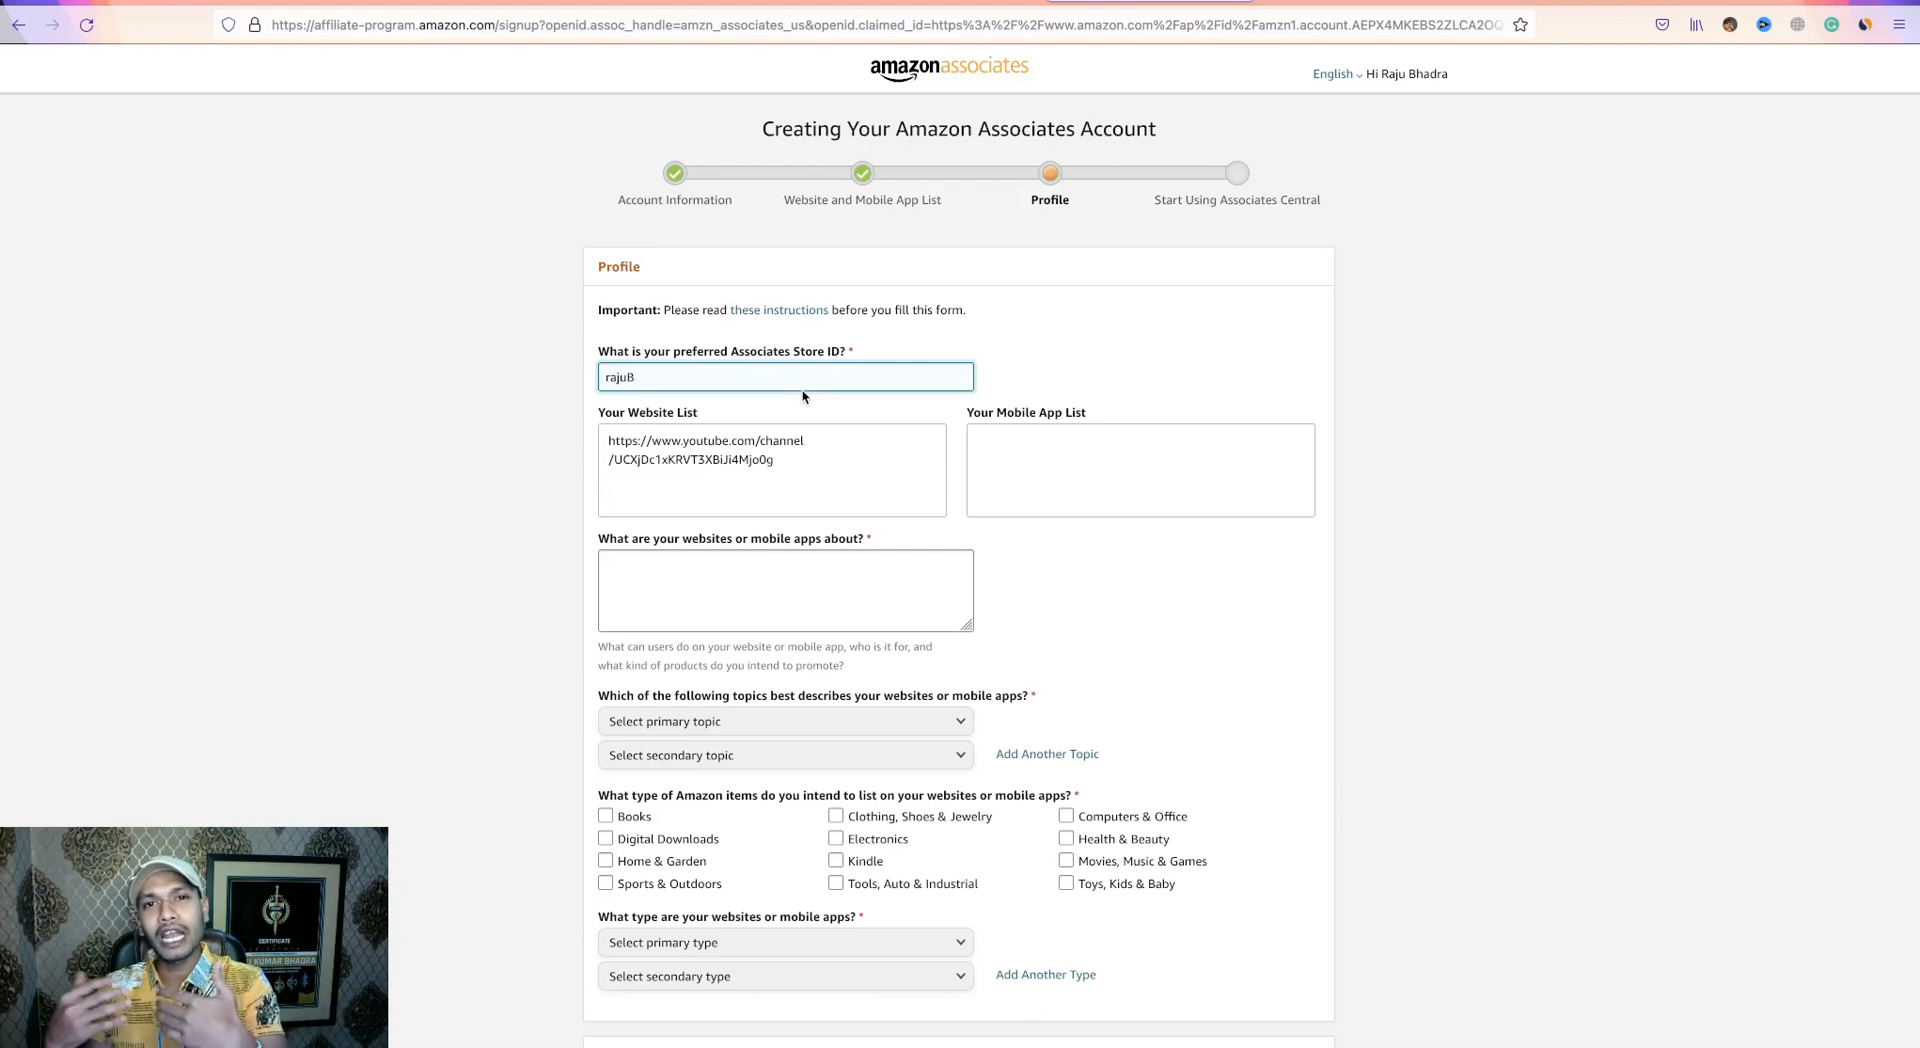 https://affiliate-program.amazon.com/signup?openid.assoc_handle=amzn_associates_us&openid.claimed_id=https%3A%2F%2Fwww.amazon.com%2Fap%2Fid%2Famzn1.account.AEPX4MKEBS2ZLCA2OQ
amazonassociates
English Hi Raju Bhadra
Creating Your Amazon Associates Account
Account Information Website and Mobile App List Profile Start Using Associates Central
Profile
Important: Please read these instructions before you fill this form.
What is your preferred Associates Store ID? *
rajuB
Your Website List Your Mobile App List
https://www.youtube.com/channel
/UCXjDc1xKRVT3XBiJi4Mjo0g
What are your websites or mobile apps about? *
What can users do on your website or mobile app, who is it for, and
what kind of products do you intend to promote?
Which of the following topics best describes your websites or mobile apps? *
Select primary topic
Select secondary topic Add Another Topic
What type of Amazon items do you intend to list on your websites or mobile apps? *
Books Clothing, Shoes & Jewelry Computers & Office
Digital Downloads Electronics Health & Beauty
Home & Garden Kindle Movies, Music & Games
Sports & Outdoors Tools, Auto & Industrial Toys, Kids & Baby
What type are your websites or mobile apps? *
Select primary type
Select secondary type Add Another Type
CERTIFICATE
KUMAR BHADRA